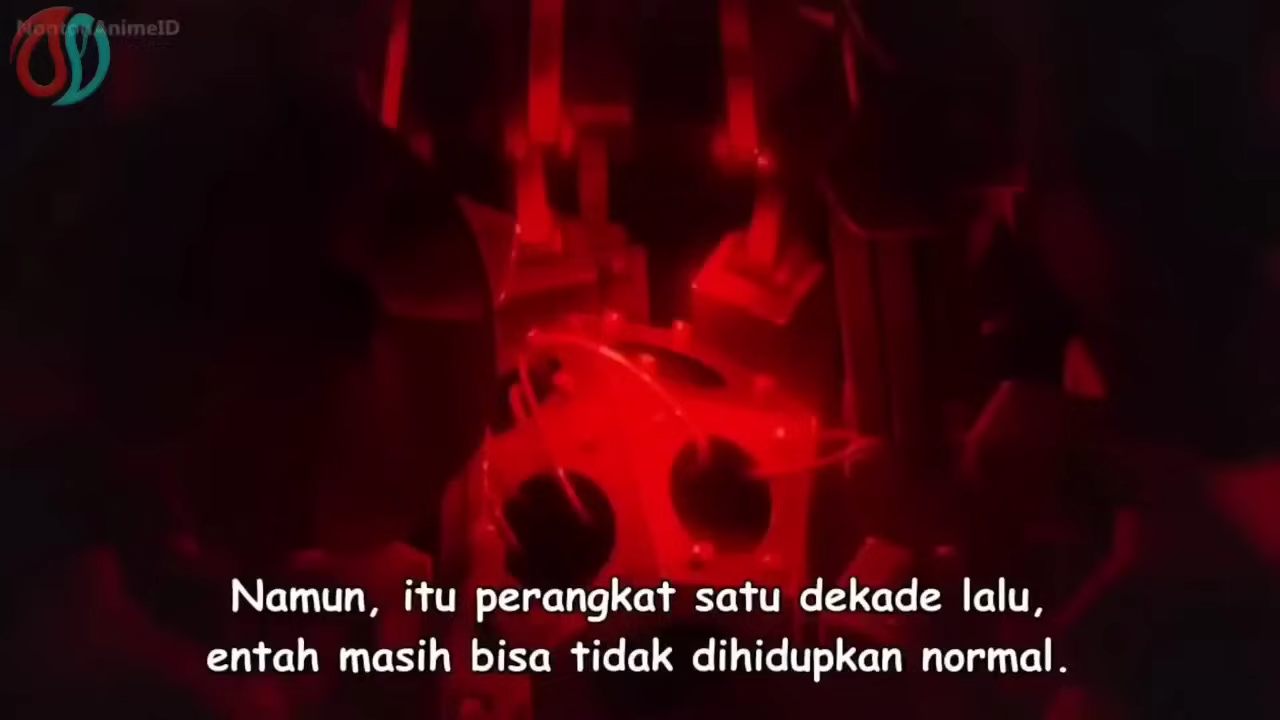 NontonAnimeID
Namun, itu perangkat satu dekade lalu,
entah masih bisa tidak dihidupkan normal.